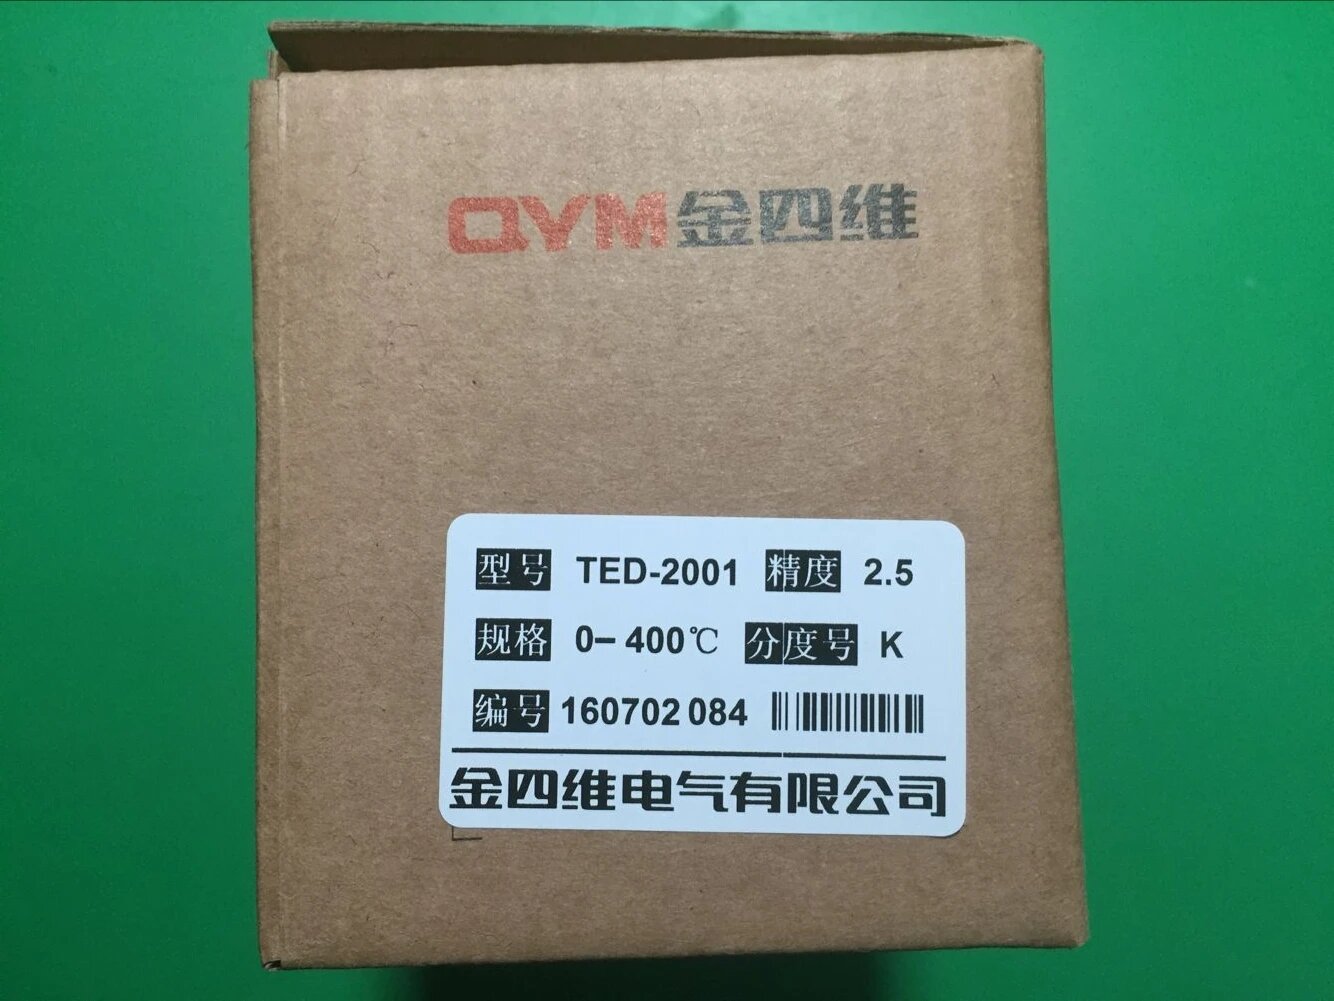 QYM金四维
型号 TED-2001 精度 2.5
规格 0-400℃ 分度号 K
编号 160702 084
金四维电气有限公司